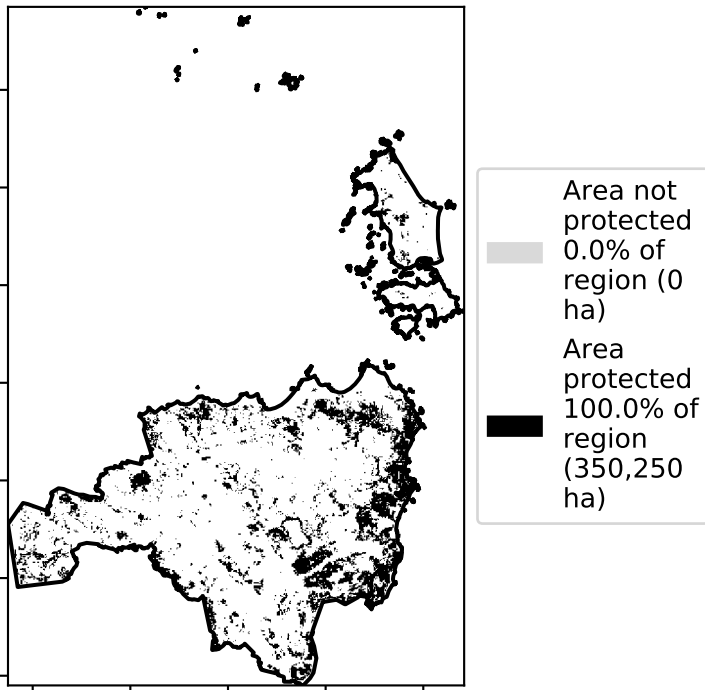 Area not
protected
0.0% of
region (0
ha)
Area
protected
100.0% of
region
(350,250
ha)